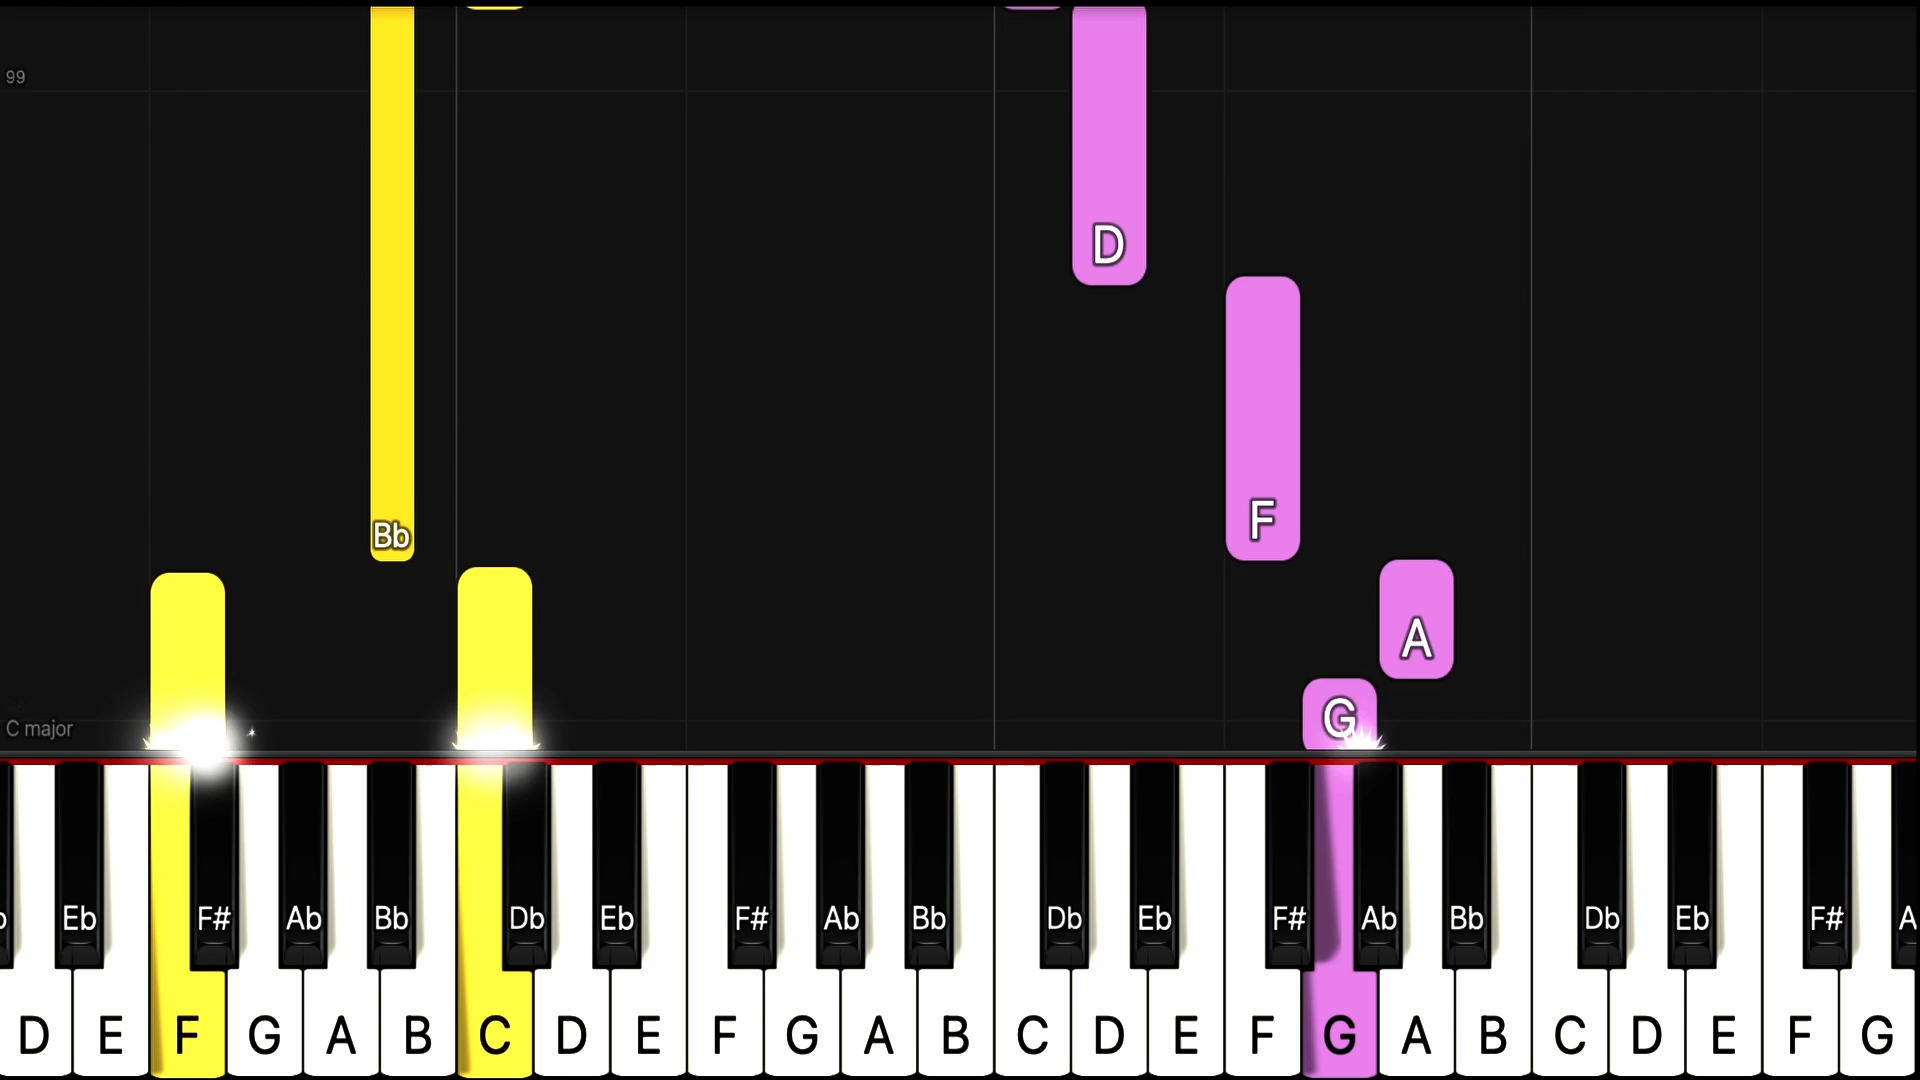 99
D
F
Bb
A
G
C major
Eb F# Ab Bb Db Eb F# Ab Bb Db Eb F# Ab Bb Db Eb F# A
D E F G A B C D E F G A B C D E F G A B C D E F G